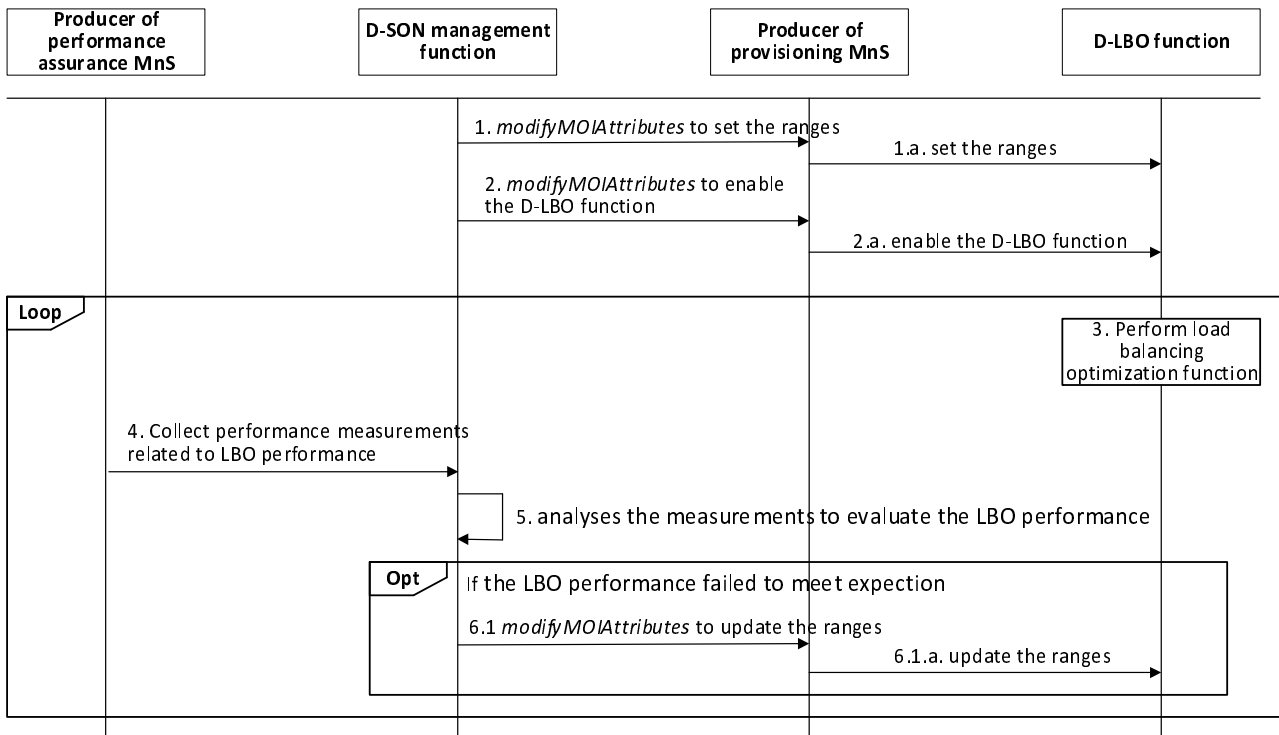 Producer of
performance
assurance MnS
D-SON management
function
Producer of
provisioning MnS
D-LBO function
1. modifyMOIAttributes to set the ranges
1.a. set the ranges
2. modifyMOIAttributes to enable
the D-LBO function
2.a. enable the D-LBO function
Loop
3. Perform load
balancing
optimization function
4. Collect performance measurements
related to LBO performance
5. analyses the measurements to evaluate the LBO performance
Opt
If the LBO performance failed to meet expection
6.1 modifyMOIAttributes to update the ranges
6.1.a. update the ranges